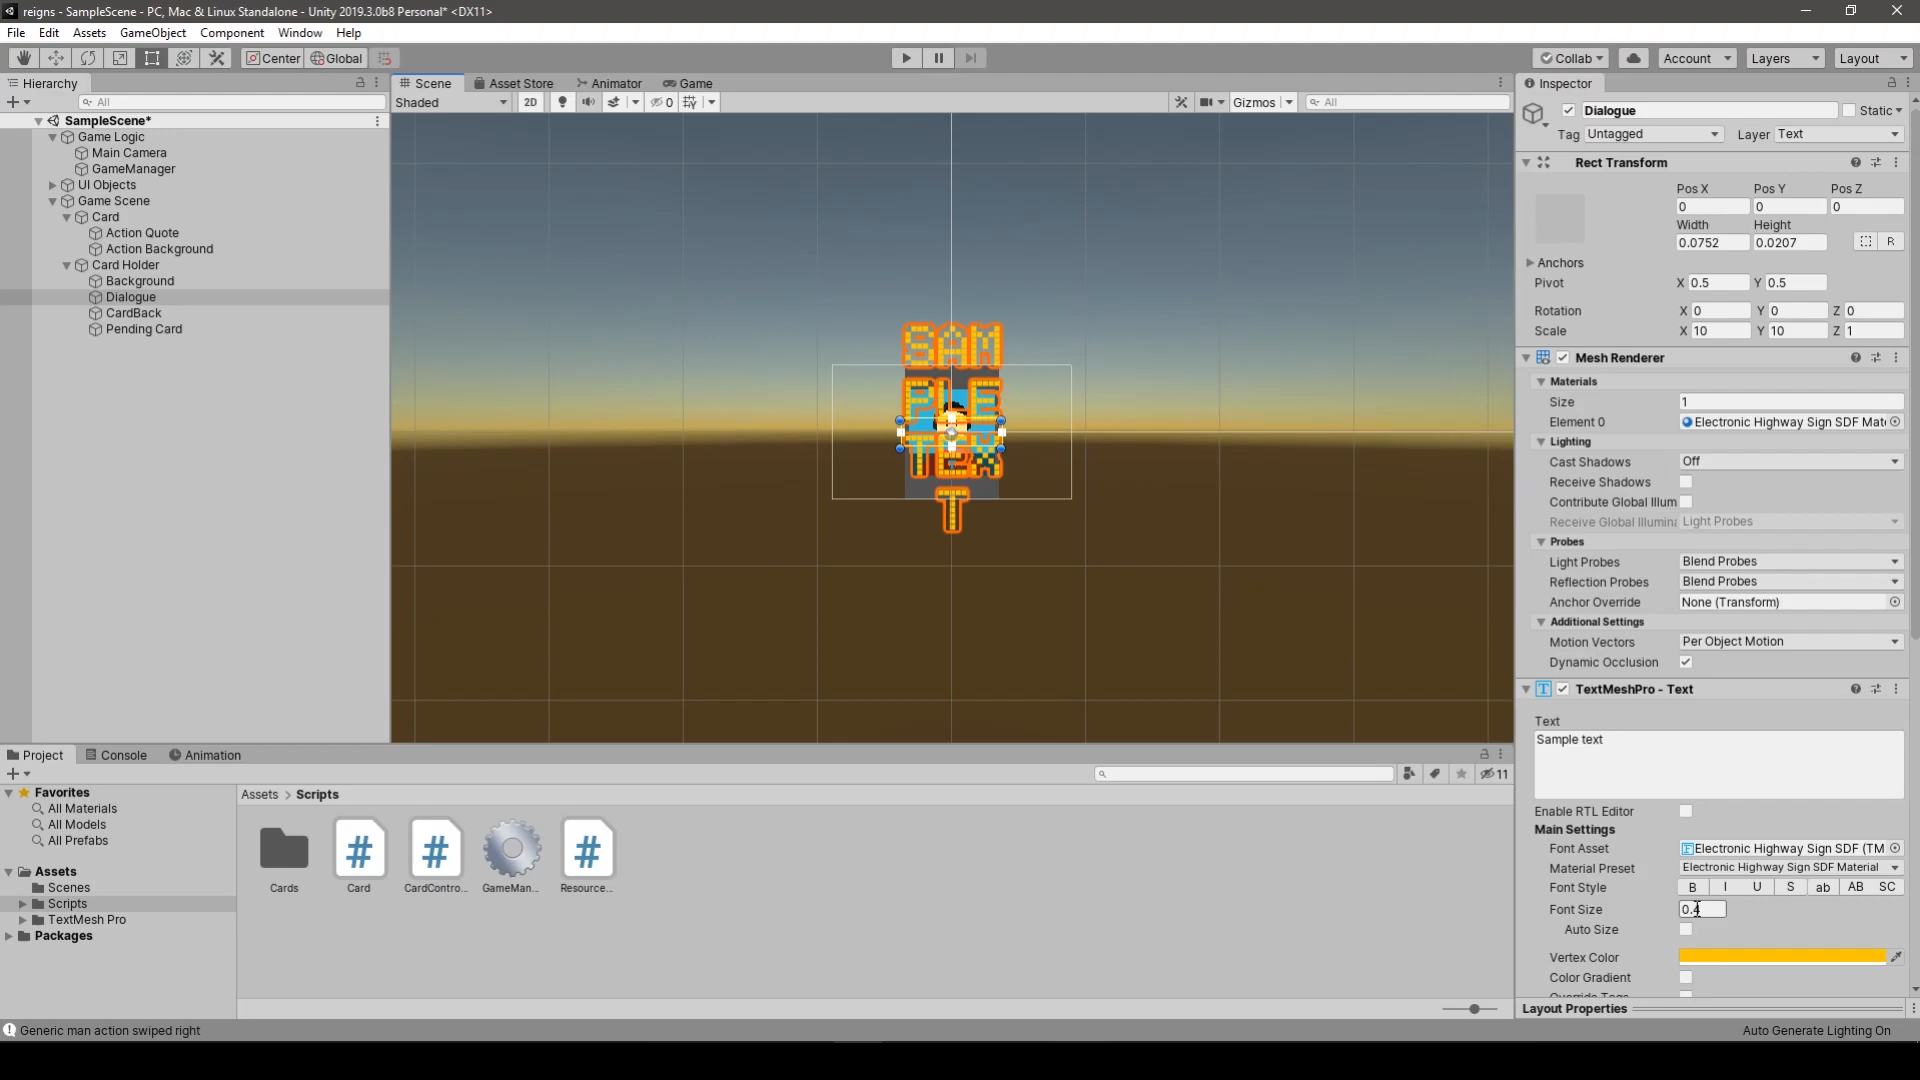 reigns - SampleScene - PC, Mac & Linux Standalone - Unity 2019.3.0b8 Personal* <DX11>
File Edit Assets GameObject Component Window Help
Center Global Collab Account Layers Layout
Hierarchy
All
SampleScene*
Game Logic
Main Camera
GameManager
UI Objects
Game Scene
Card
Action Quote
Action Background
Card Holder
Background
Dialogue
CardBack
Pending Card
Scene Asset Store Animator Game
Shaded 2D 0 Gizmos All
SAM
PLE
TEX
T
Inspector
Dialogue Static
Tag Untagged Layer Text
Rect Transform
Pos X Pos Y Pos Z
0 0 0
Width Height
0.0752 0.0207 R
Anchors
Pivot X 0.5 Y 0.5
Rotation X 0 Y 0 Z 0
Scale X 10 Y 10 Z 1
Mesh Renderer
Materials
Size 1
Element 0 Electronic Highway Sign SDF Mat
Lighting
Cast Shadows Off
Receive Shadows
Contribute Global Illum
Receive Global Illumina Light Probes
Probes
Light Probes Blend Probes
Reflection Probes Blend Probes
Anchor Override None (Transform)
Additional Settings
Motion Vectors Per Object Motion
Dynamic Occlusion
TextMeshPro - Text
Text
Sample text
Enable RTL Editor
Main Settings
Font Asset Electronic Highway Sign SDF (TM
Material Preset Electronic Highway Sign SDF Material
Font Style B I U S ab AB SC
Font Size 0.4
Auto Size
Vertex Color
Color Gradient
Override Tags
Layout Properties
Project Console Animation
11
Favorites
All Materials
All Models
All Prefabs
Assets
Scenes
Scripts
TextMesh Pro
Packages
Assets > Scripts
Cards Card CardContro... GameMan... Resource...
Generic man action swiped right
Auto Generate Lighting On